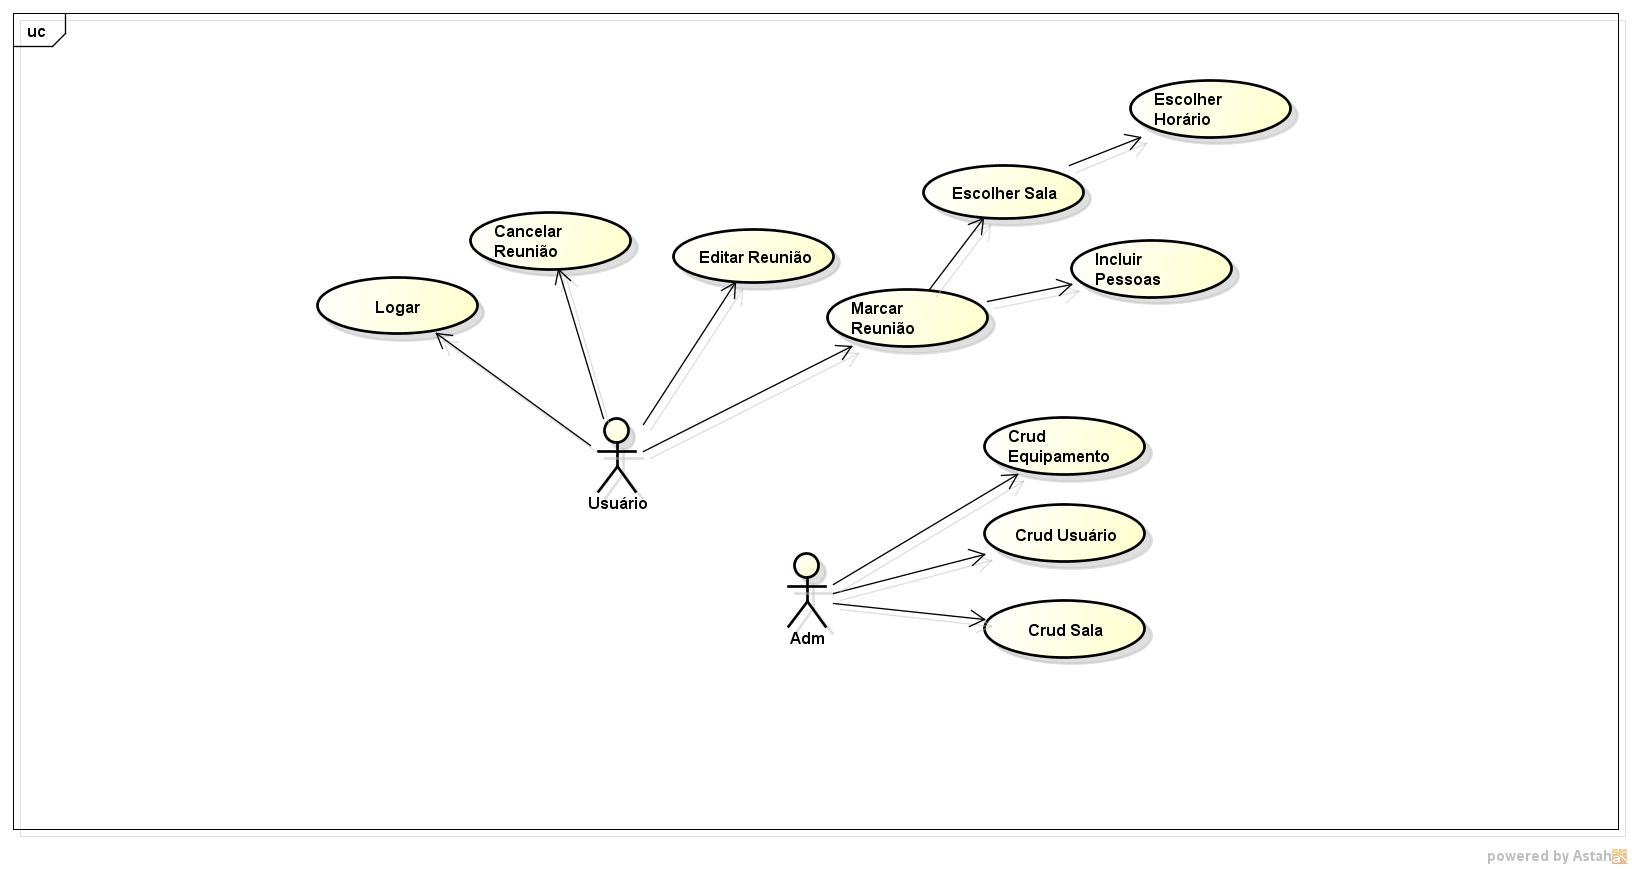 uc
Escolher
Horário
Escolher Sala
Cancelar
Reunião
Editar Reunião
Incluir
Pessoas
Logar
Marcar
Reunião
Usuário
Crud
Equipamento
Crud Usuário
Crud Sala
Adm
powered by Astah